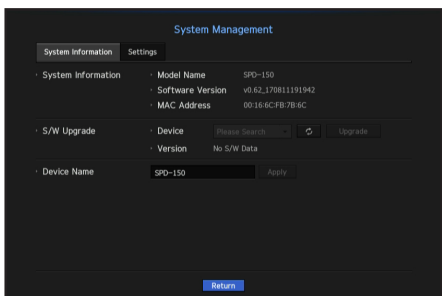 System Management
System Information Settings
System Information Model Name SPD-150
Software Version v0.62_170811191942
MAC Address 00:16:6C:FB:7B:6C
S/W Upgrade Device Please Search Upgrade
Version No S/W Data
Device Name SPD-150 Apply
Return